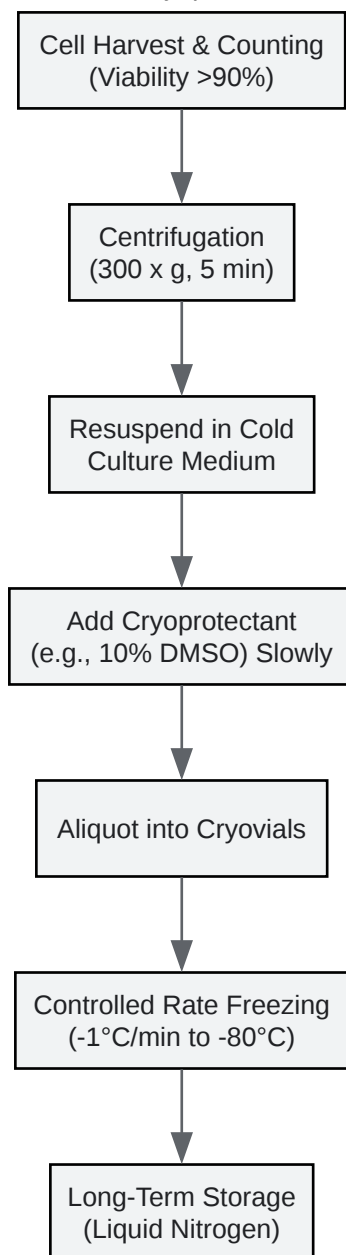 Cell Harvest & Counting
(Viability >90%)
Centrifugation
(300 x g, 5 min)
Resuspend in Cold
Culture Medium
Add Cryoprotectant
(e.g., 10% DMSO) Slowly
Aliquot into Cryovials
Controlled Rate Freezing
(-1°C/min to -80°C)
Long-Term Storage
(Liquid Nitrogen)